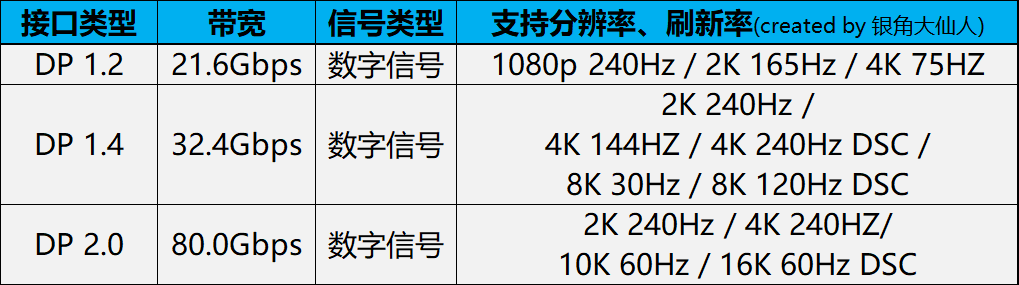 接口类型 带宽 信号类型 支持分辨率、刷新率(created by 银角大仙人)
DP 1.2 21.6Gbps 数字信号 1080p 240Hz / 2K 165Hz / 4K 75HZ
2K 240Hz /
DP 1.4 32.4Gbps 数字信号 4K 144HZ / 4K 240Hz DSC /
8K 30Hz / 8K 120Hz DSC
DP 2.0 80.0Gbps 数字信号 2K 240Hz / 4K 240HZ/
10K 60Hz / 16K 60Hz DSC